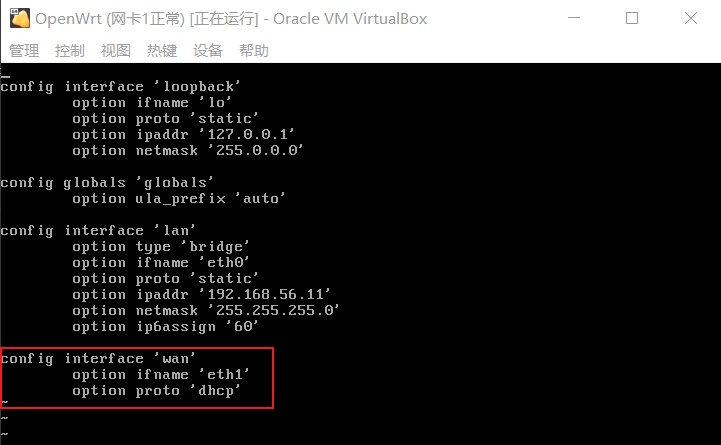 OpenWrt (网卡1正常) [正在运行] - Oracle VM VirtualBox
管理 控制 视图 热键 设备 帮助
config interface 'loopback'
        option ifname 'lo'
        option proto 'static'
        option ipaddr '127.0.0.1'
        option netmask '255.0.0.0'

config globals 'globals'
        option ula_prefix 'auto'

config interface 'lan'
        option type 'bridge'
        option ifname 'eth0'
        option proto 'static'
        option ipaddr '192.168.56.11'
        option netmask '255.255.255.0'
        option ip6assign '60'

config interface 'wan'
        option ifname 'eth1'
        option proto 'dhcp'
~
~
~